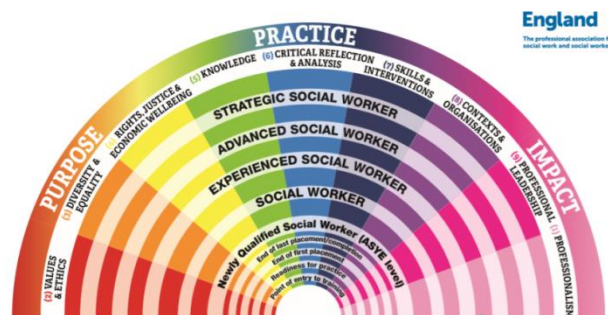 England
The professional association f
social work and social worke
PURPOSE
PRACTICE
IMPACT
(2) VALUES
& ETHICS
(3) DIVERSITY &
EQUALITY
(4) RIGHTS, JUSTICE &
ECONOMIC WELLBEING
(5) KNOWLEDGE
(6) CRITICAL REFLECTION
& ANALYSIS
(7) SKILLS &
INTERVENTIONS
(8) CONTEXTS &
ORGANISATIONS
(9) PROFESSIONAL
LEADERSHIP
(1) PROFESSIONALISM
STRATEGIC SOCIAL WORKER
ADVANCED SOCIAL WORKER
EXPERIENCED SOCIAL WORKER
SOCIAL WORKER
Newly Qualified Social Worker (ASYE level)
End of last placement/completion
End of first placement
Readiness for practice
Point of entry to training